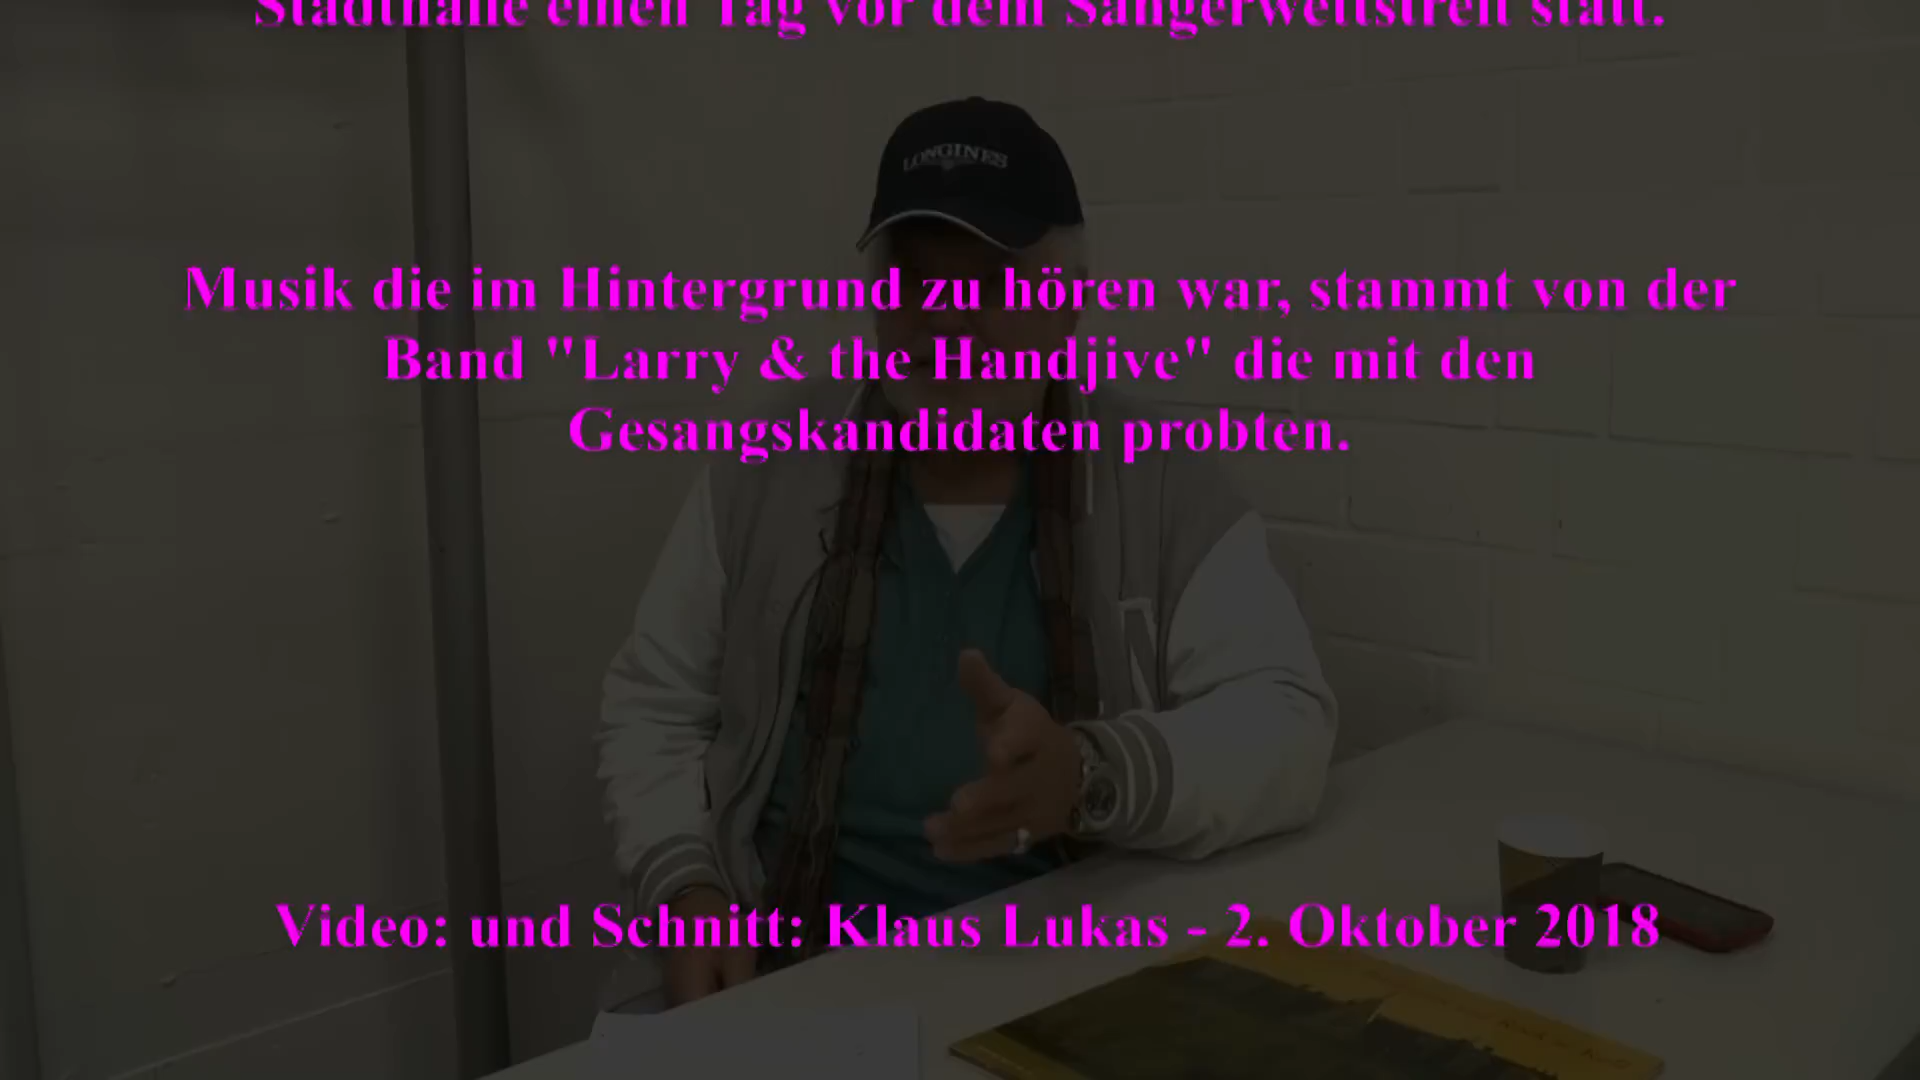 Stadthalle einen Tag vor dem Sängerwettstreit statt.
LONGINES
Musik die im Hintergrund zu hören war, stammt von der
Band "Larry & the Handjive" die mit den
Gesangskandidaten probten.
Video: und Schnitt: Klaus Lukas - 2. Oktober 2018